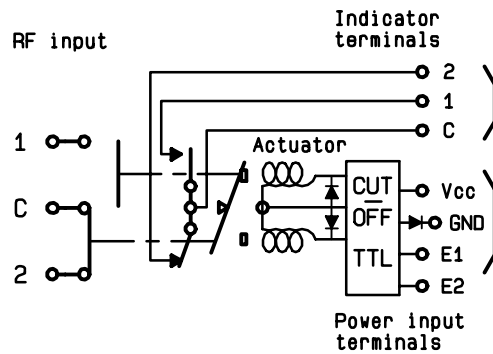 Indicator
terminals
RF input
2
1
C
Actuator
1
C
2
CUT
OFF
TTL
Vcc
GND
E1
E2
Power input
terminals